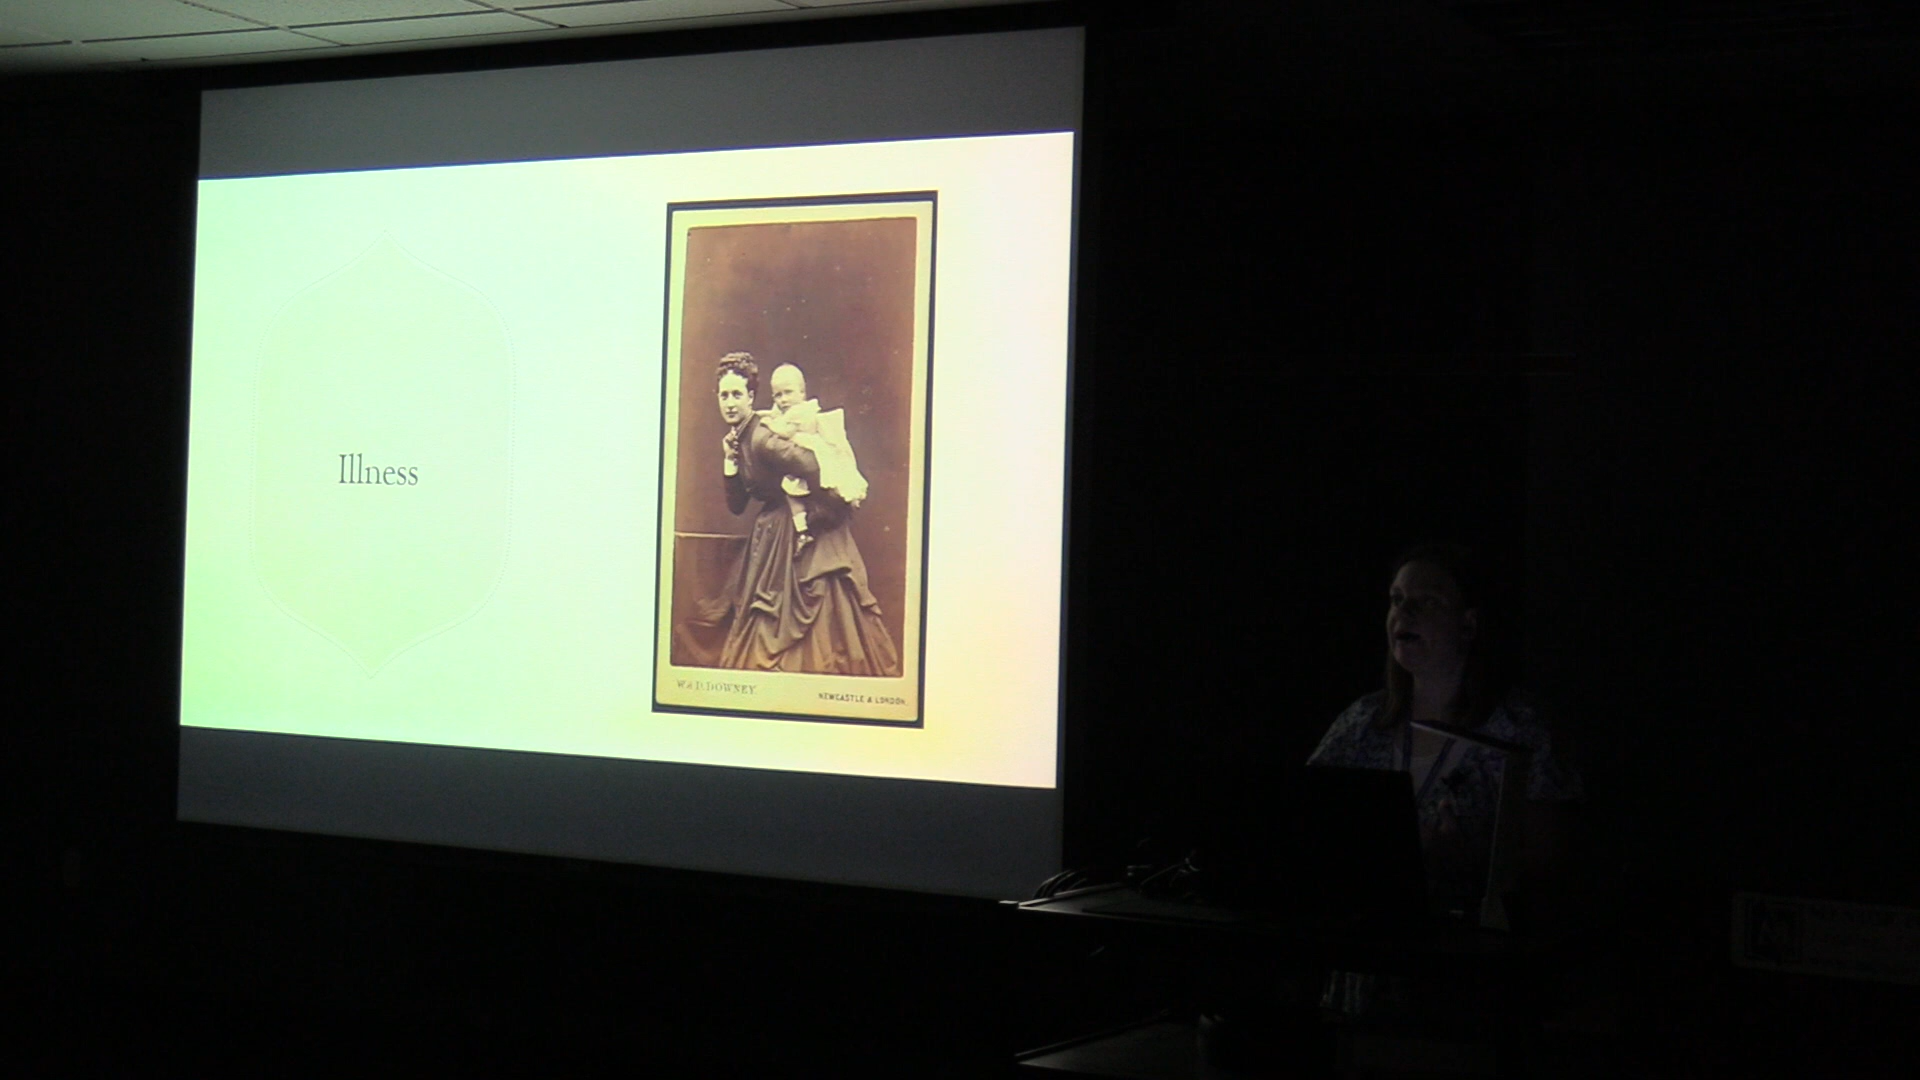 Illness
W. & D. DOWNEY.
NEWCASTLE & LONDON.